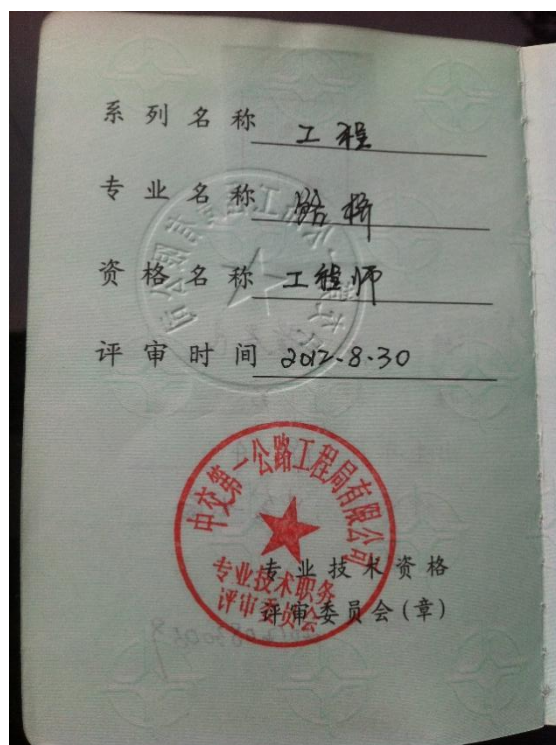 系列名称 工程
专业名称 路桥
资格名称 工程师
评审时间 2012-8-30
中交第一公路工程局有限公司
专业技术职务
评审委员会
专业技术资格
评审委员会(章)